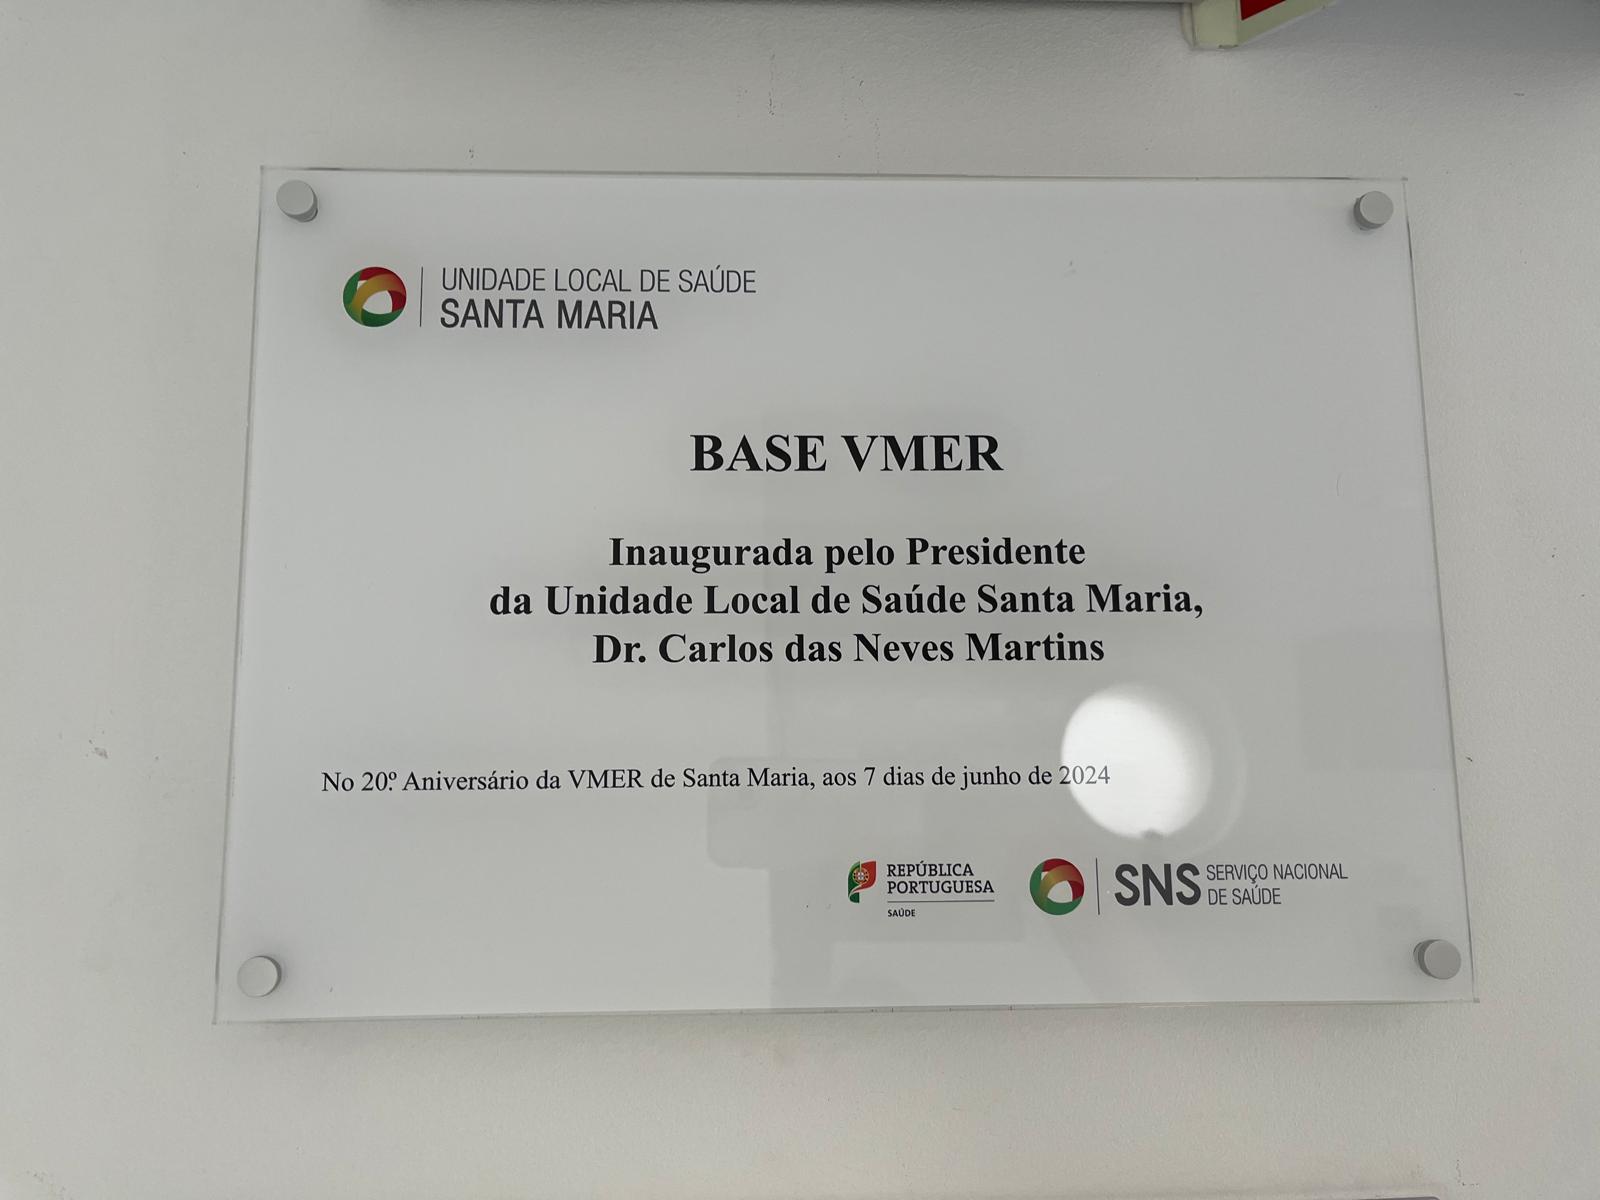 UNIDADE LOCAL DE SAÚDE
SANTA MARIA
BASE VMER
Inaugurada pelo Presidente
da Unidade Local de Saúde Santa Maria,
Dr. Carlos das Neves Martins
No 20.º Aniversário da VMER de Santa Maria, aos 7 dias de junho de 2024
REPÚBLICA
PORTUGUESA
SAÚDE
SNS SERVIÇO NACIONAL
DE SAÚDE